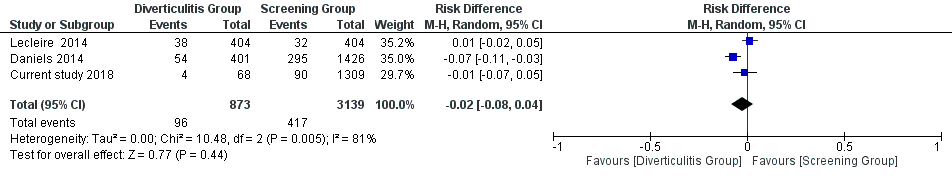 Diverticulitis Group Screening Group Risk Difference Risk Difference
Study or Subgroup Events Total Events Total Weight M-H, Random, 95% CI M-H, Random, 95% CI
Lecleire 2014 38 404 32 404 35.2% 0.01 [-0.02, 0.05]
Daniels 2014 54 401 295 1426 35.0% -0.07 [-0.11, -0.03]
Current study 2018 4 68 90 1309 29.7% -0.01 [-0.07, 0.05]
Total (95% CI) 873 3139 100.0% -0.02 [-0.08, 0.04]
Total events 96 417
Heterogeneity: Tau² = 0.00; Chi² = 10.48, df = 2 (P = 0.005); I² = 81%
Test for overall effect: Z = 0.77 (P = 0.44)
-1 -0.5 0 0.5 1
Favours [Diverticulitis Group] Favours [Screening Group]